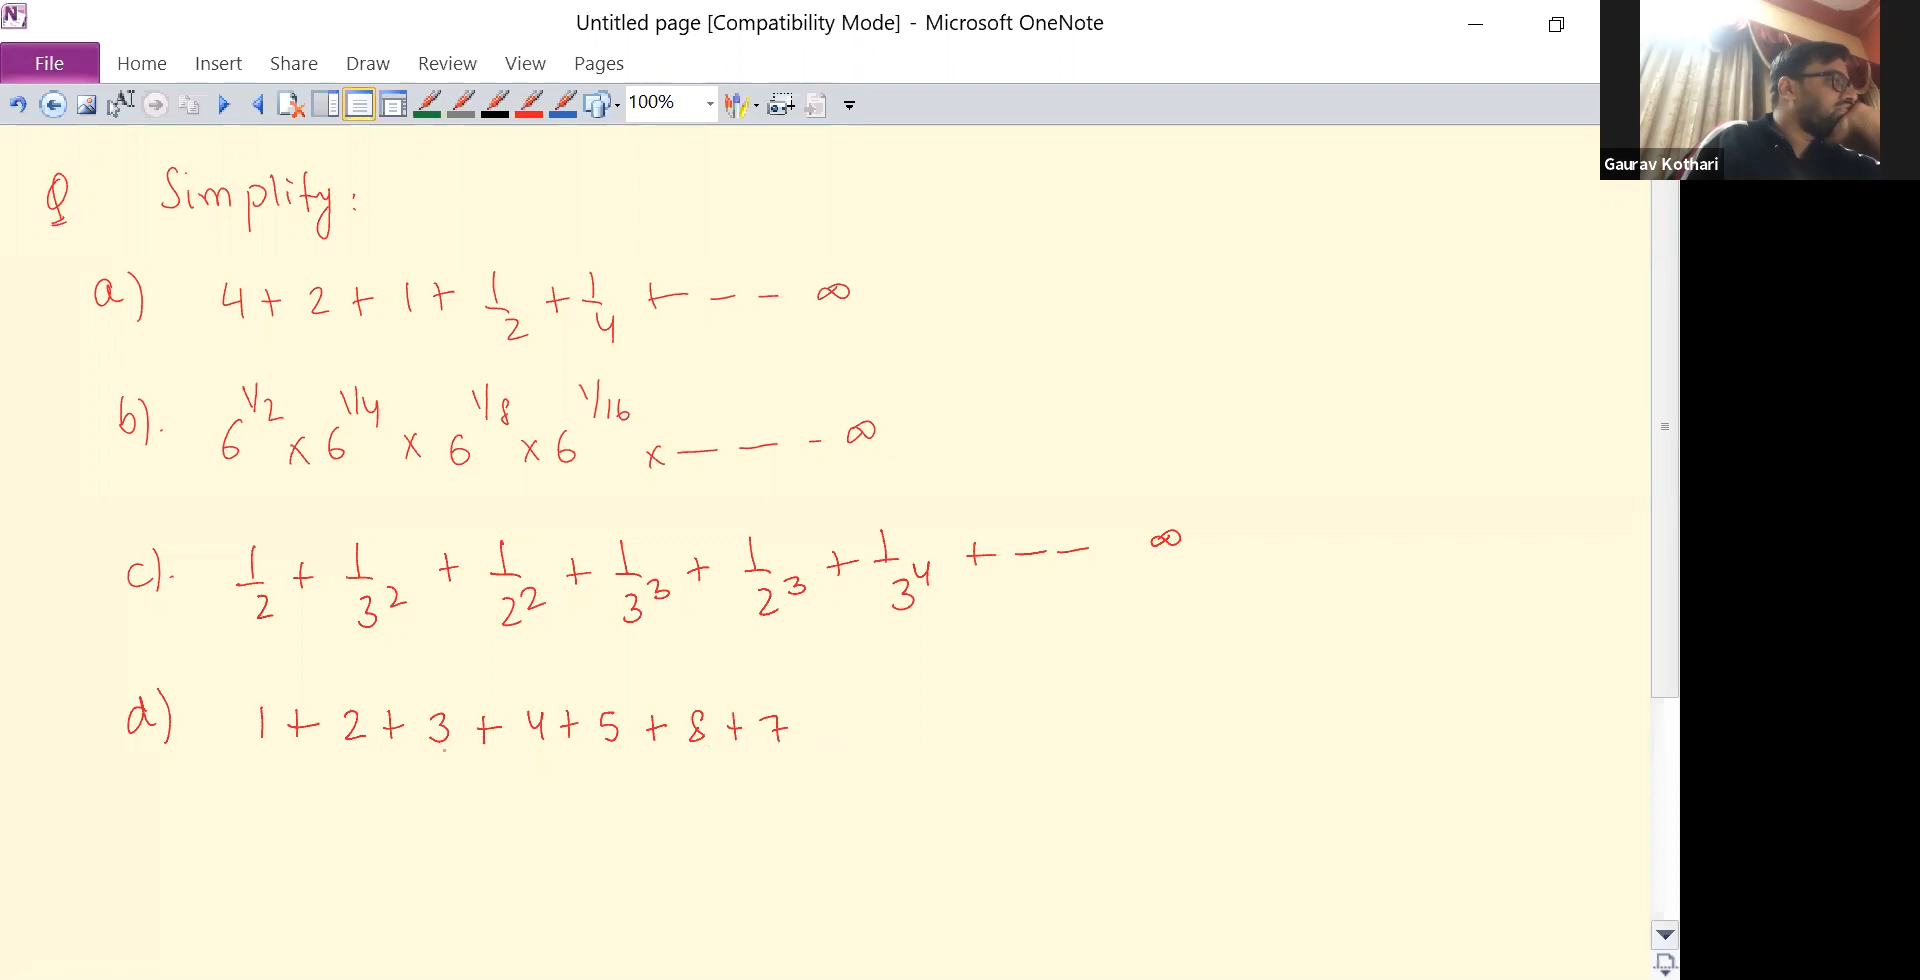 Untitled page [Compatibility Mode] - Microsoft OneNote
File Home Insert Share Draw Review View Pages
100%
Gaurav Kothari
Q Simplify:
a) 4 + 2 + 1 + 1/2 + 1/4 + - - - ∞
b). 6^1/2 × 6^1/4 × 6^1/8 × 6^1/16 × - - - ∞
c). 1/2 + 1/3^2 + 1/2^2 + 1/3^3 + 1/2^3 + 1/3^4 + - - ∞
d) 1 + 2 + 3 + 4 + 5 + 8 + 7